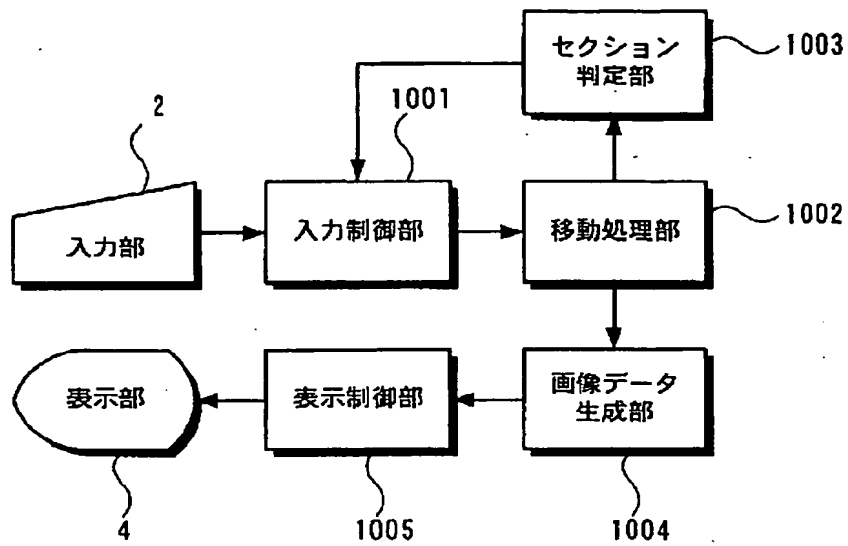 セクション
判定部
1003
2
1001
入力部
入力制御部
移動処理部
1002
表示部
表示制御部
画像データ
生成部
4
1005
1004